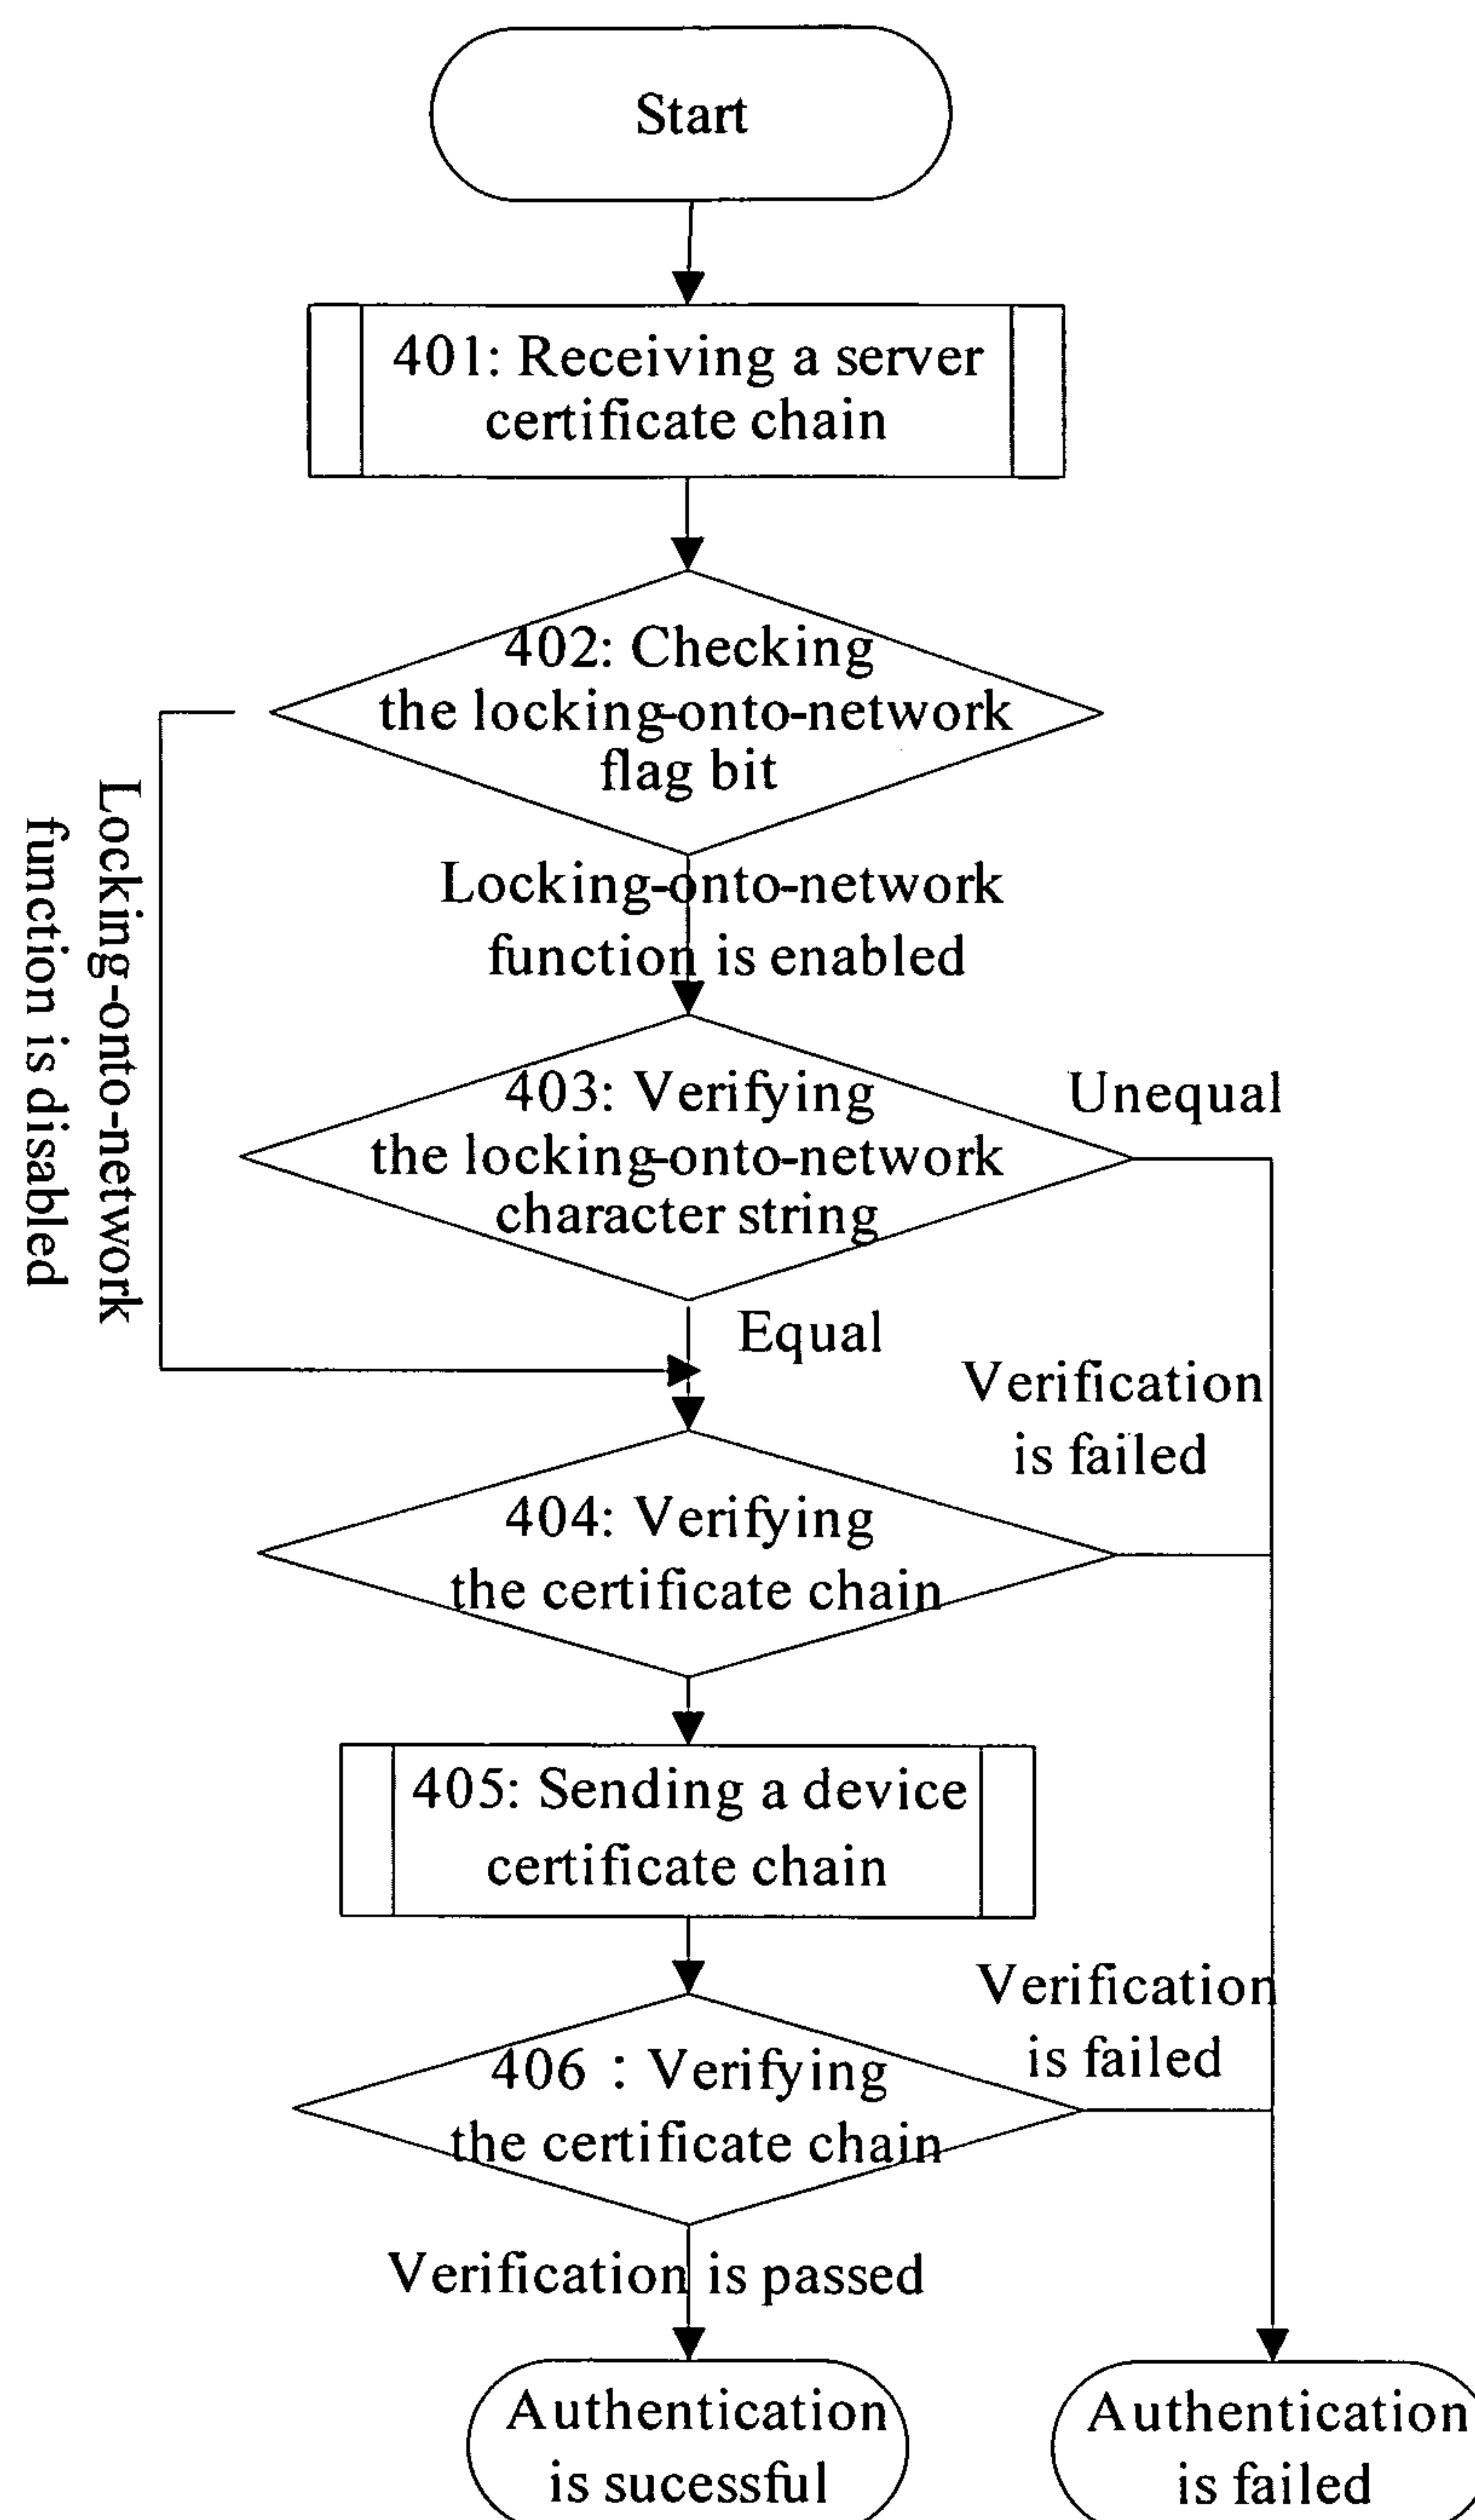 Start
401: Receiving a server
certificate chain
402: Checking
the locking-onto-network
flag bit
Locking-onto-network
function is disabled
Locking-onto-network
function is enabled
403: Verifying
the locking-onto-network
character string
Unequal
Equal
Verification
is failed
404: Verifying
the certificate chain
405: Sending a device
certificate chain
Verification
is failed
406 : Verifying
the certificate chain
Verification is passed
Authentication
is sucessful
Authentication
is failed